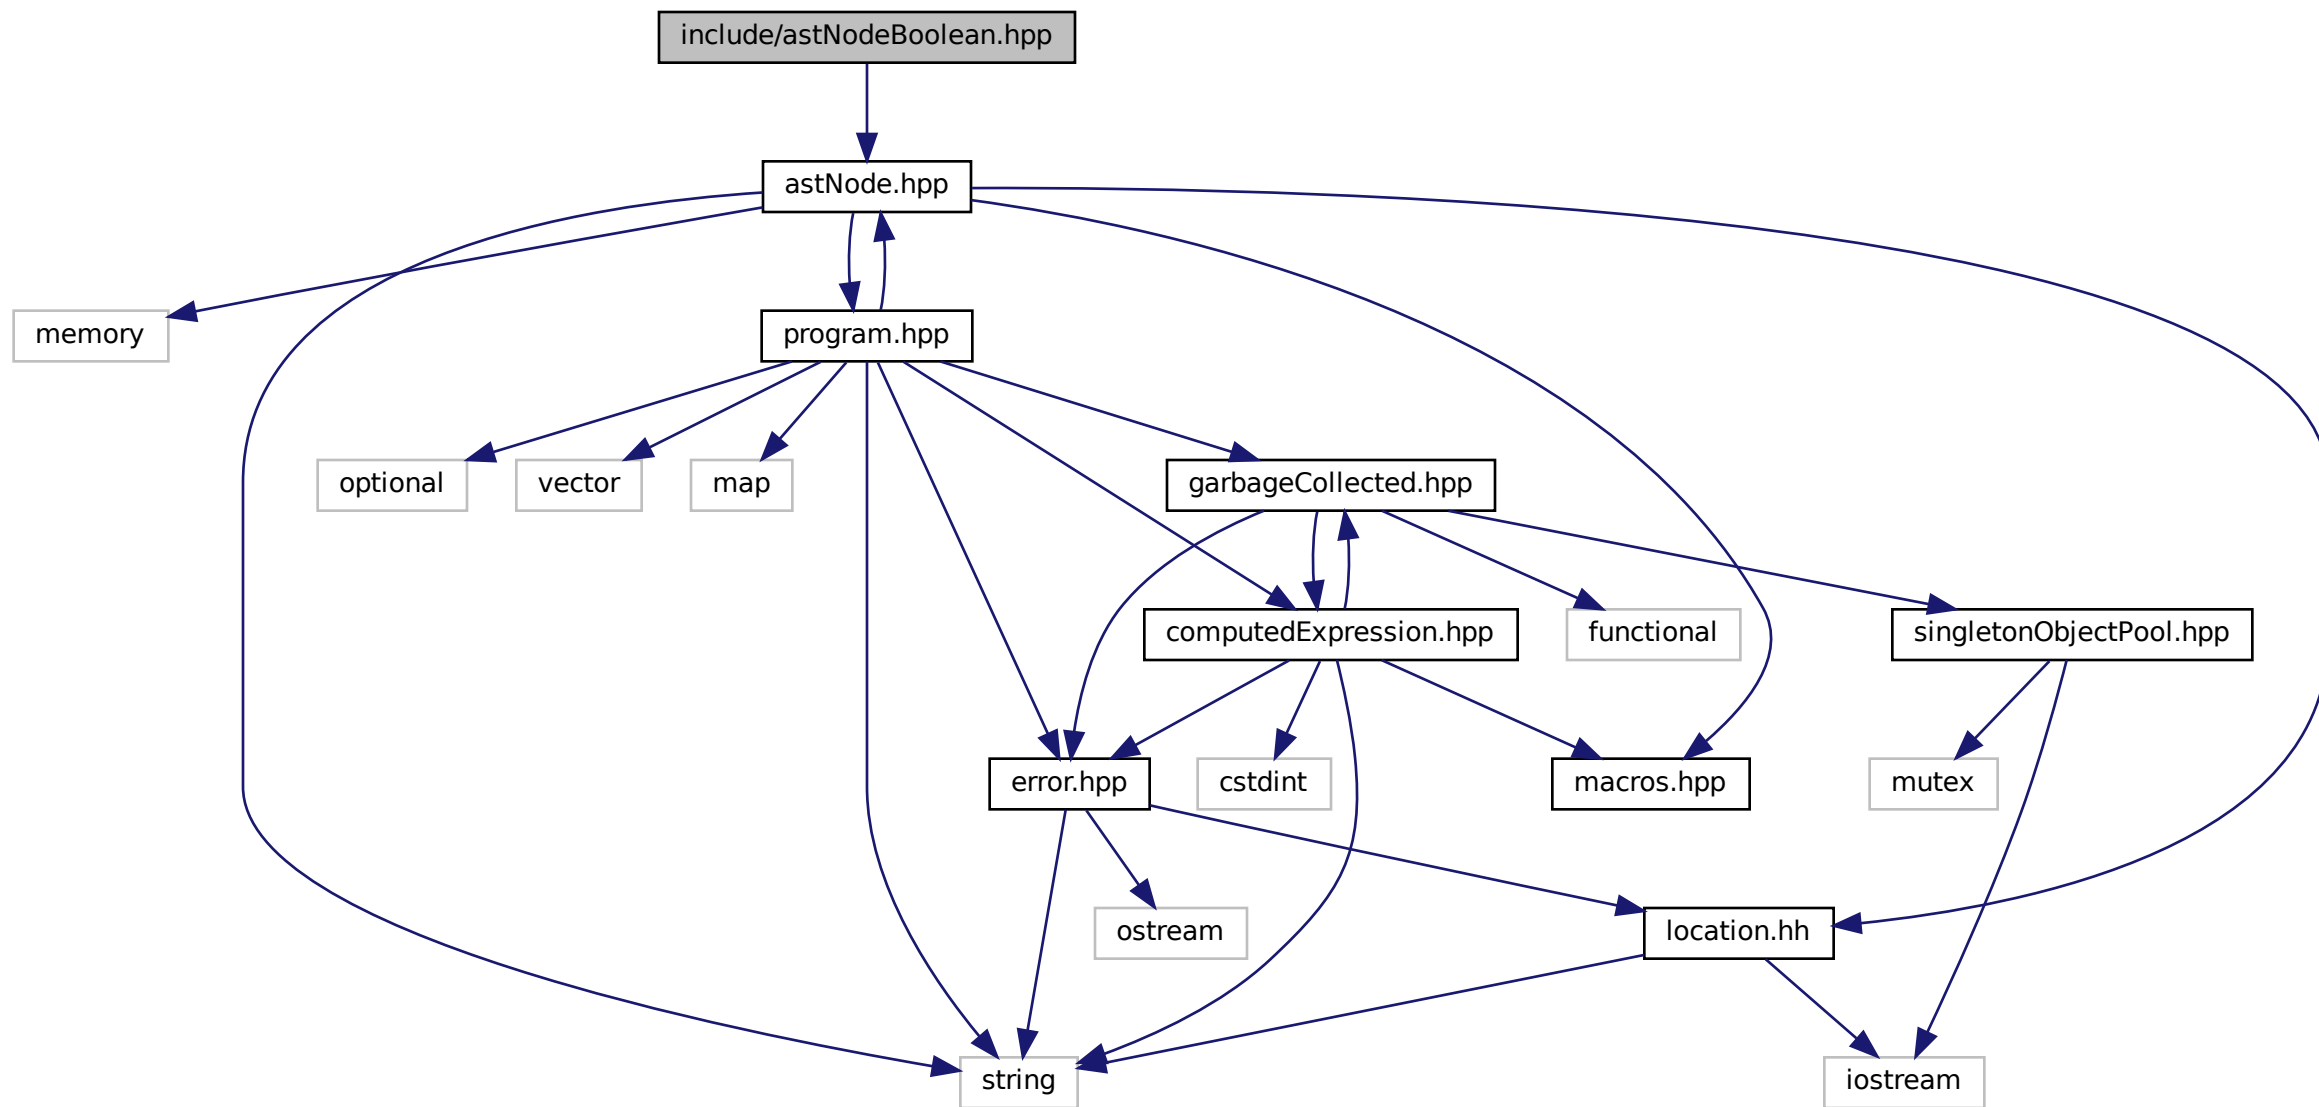 include/astNodeBoolean.hpp
astNode.hpp
memory
program.hpp
optional
vector
map
garbageCollected.hpp
computedExpression.hpp
functional
singletonObjectPool.hpp
error.hpp
cstdint
macros.hpp
mutex
ostream
location.hh
string
iostream